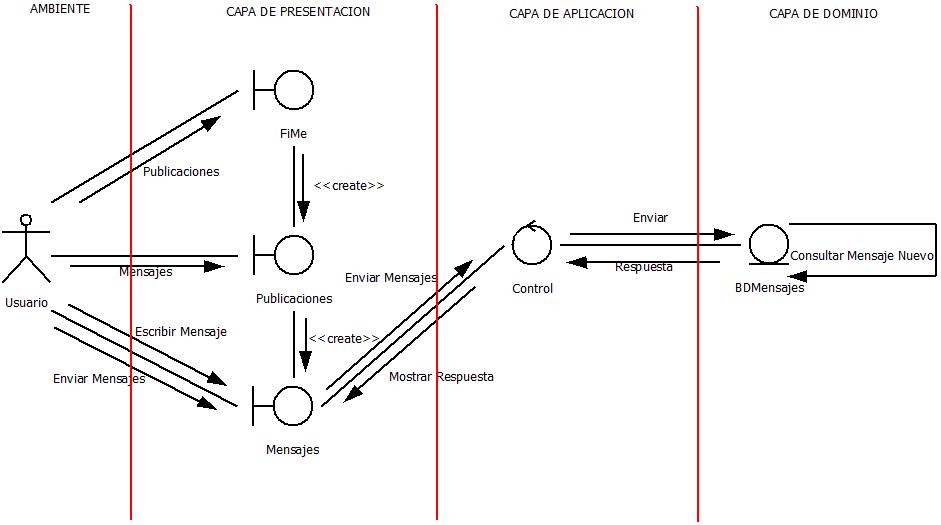 AMBIENTE
CAPA DE PRESENTACION
CAPA DE APLICACION
CAPA DE DOMINIO
FiMe
Publicaciones
<<create>>
Enviar
Mensajes
Consultar Mensaje Nuevo
Respuesta
Enviar Mensajes
Control
BDMensajes
Usuario
Publicaciones
Escribir Mensaje
<<create>>
Enviar Mensajes
Mostrar Respuesta
Mensajes